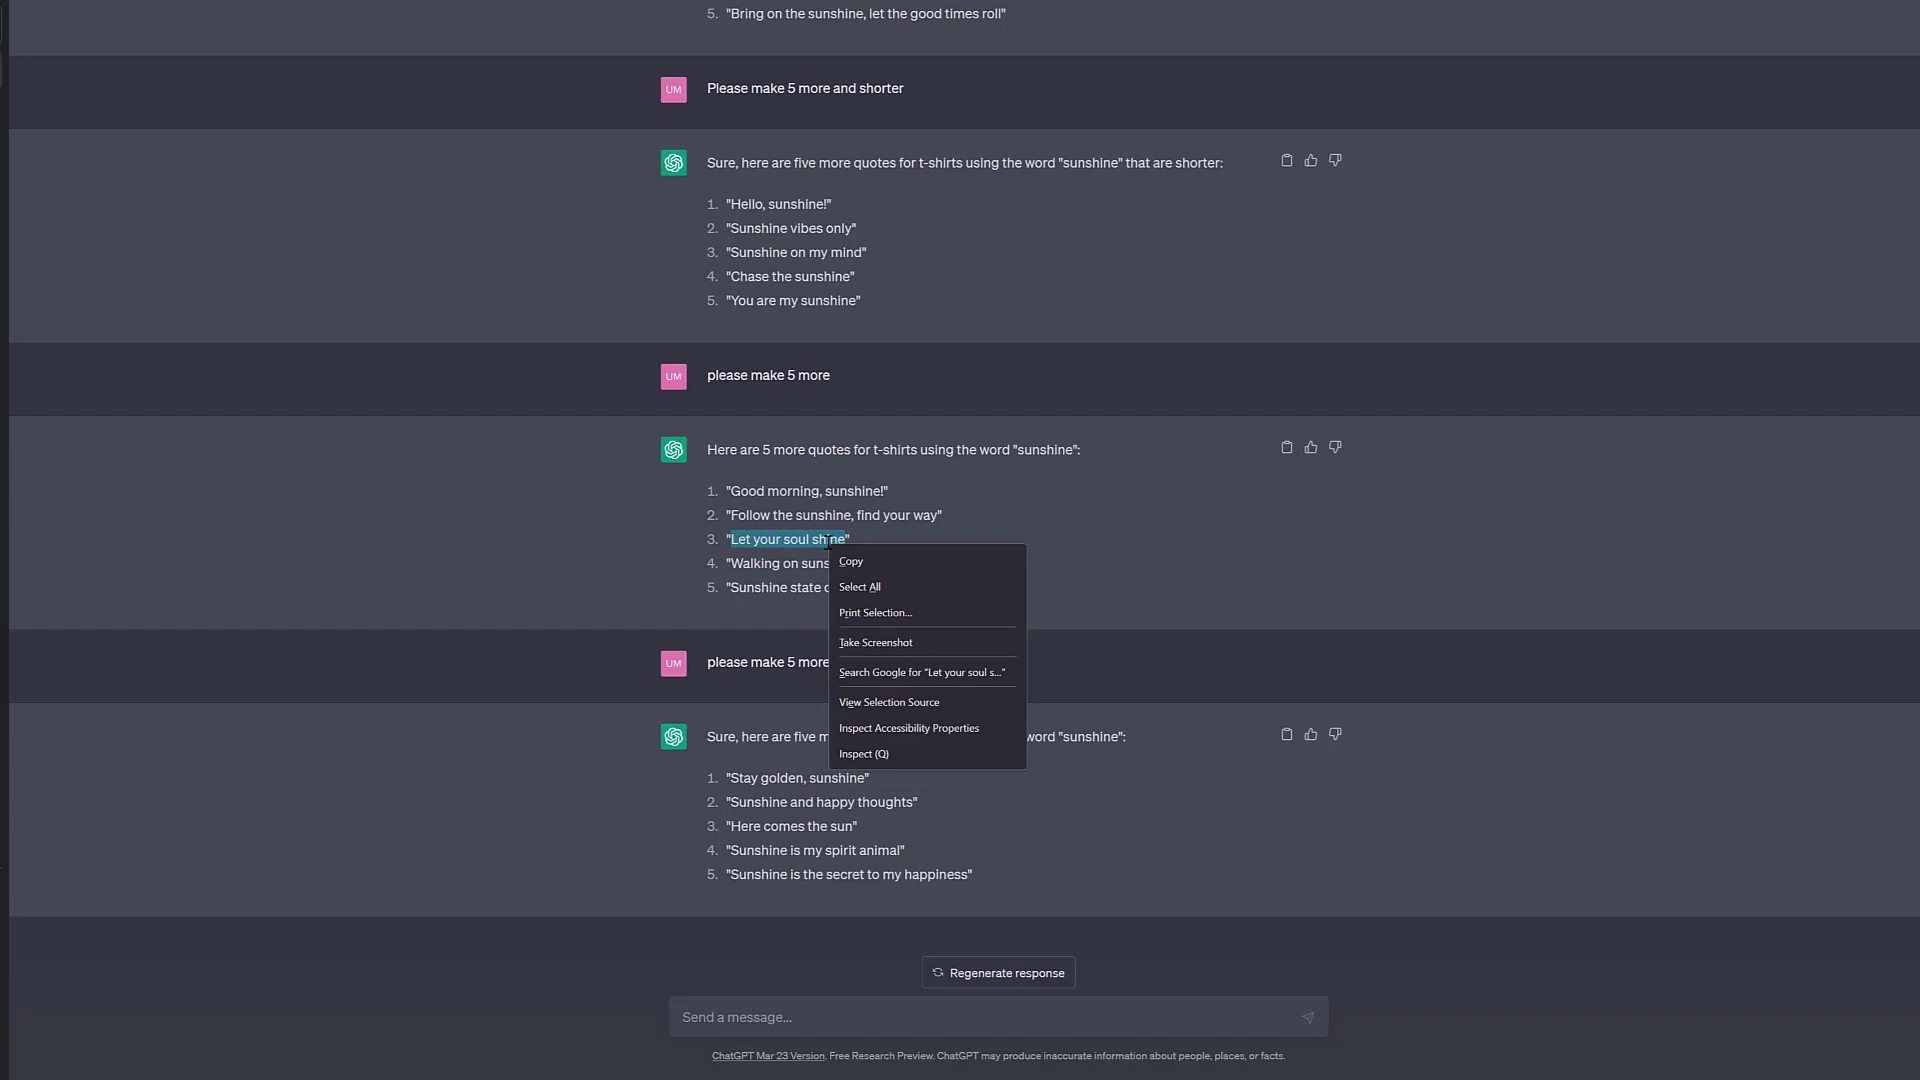 5. "Bring on the sunshine, let the good times roll"
UM Please make 5 more and shorter
Sure, here are five more quotes for t-shirts using the word "sunshine" that are shorter:
1. "Hello, sunshine!"
2. "Sunshine vibes only"
3. "Sunshine on my mind"
4. "Chase the sunshine"
5. "You are my sunshine"
UM please make 5 more
Here are 5 more quotes for t-shirts using the word "sunshine":
1. "Good morning, sunshine!"
2. "Follow the sunshine, find your way"
3. "Let your soul shine"
4. "Walking on
5. "Sunshine state
Copy
Select All
Print Selection...
Take Screenshot
Search Google for "Let your soul s..."
View Selection Source
Inspect Accessibility Properties
Inspect (Q)
UM please make 5 more
Sure, here are five word "sunshine":
1. "Stay golden, sunshine"
2. "Sunshine and happy thoughts"
3. "Here comes the sun"
4. "Sunshine is my spirit animal"
5. "Sunshine is the secret to my happiness"
Regenerate response
Send a message...
ChatGPT Mar 23 Version. Free Research Preview. ChatGPT may produce inaccurate information about people, places, or facts.